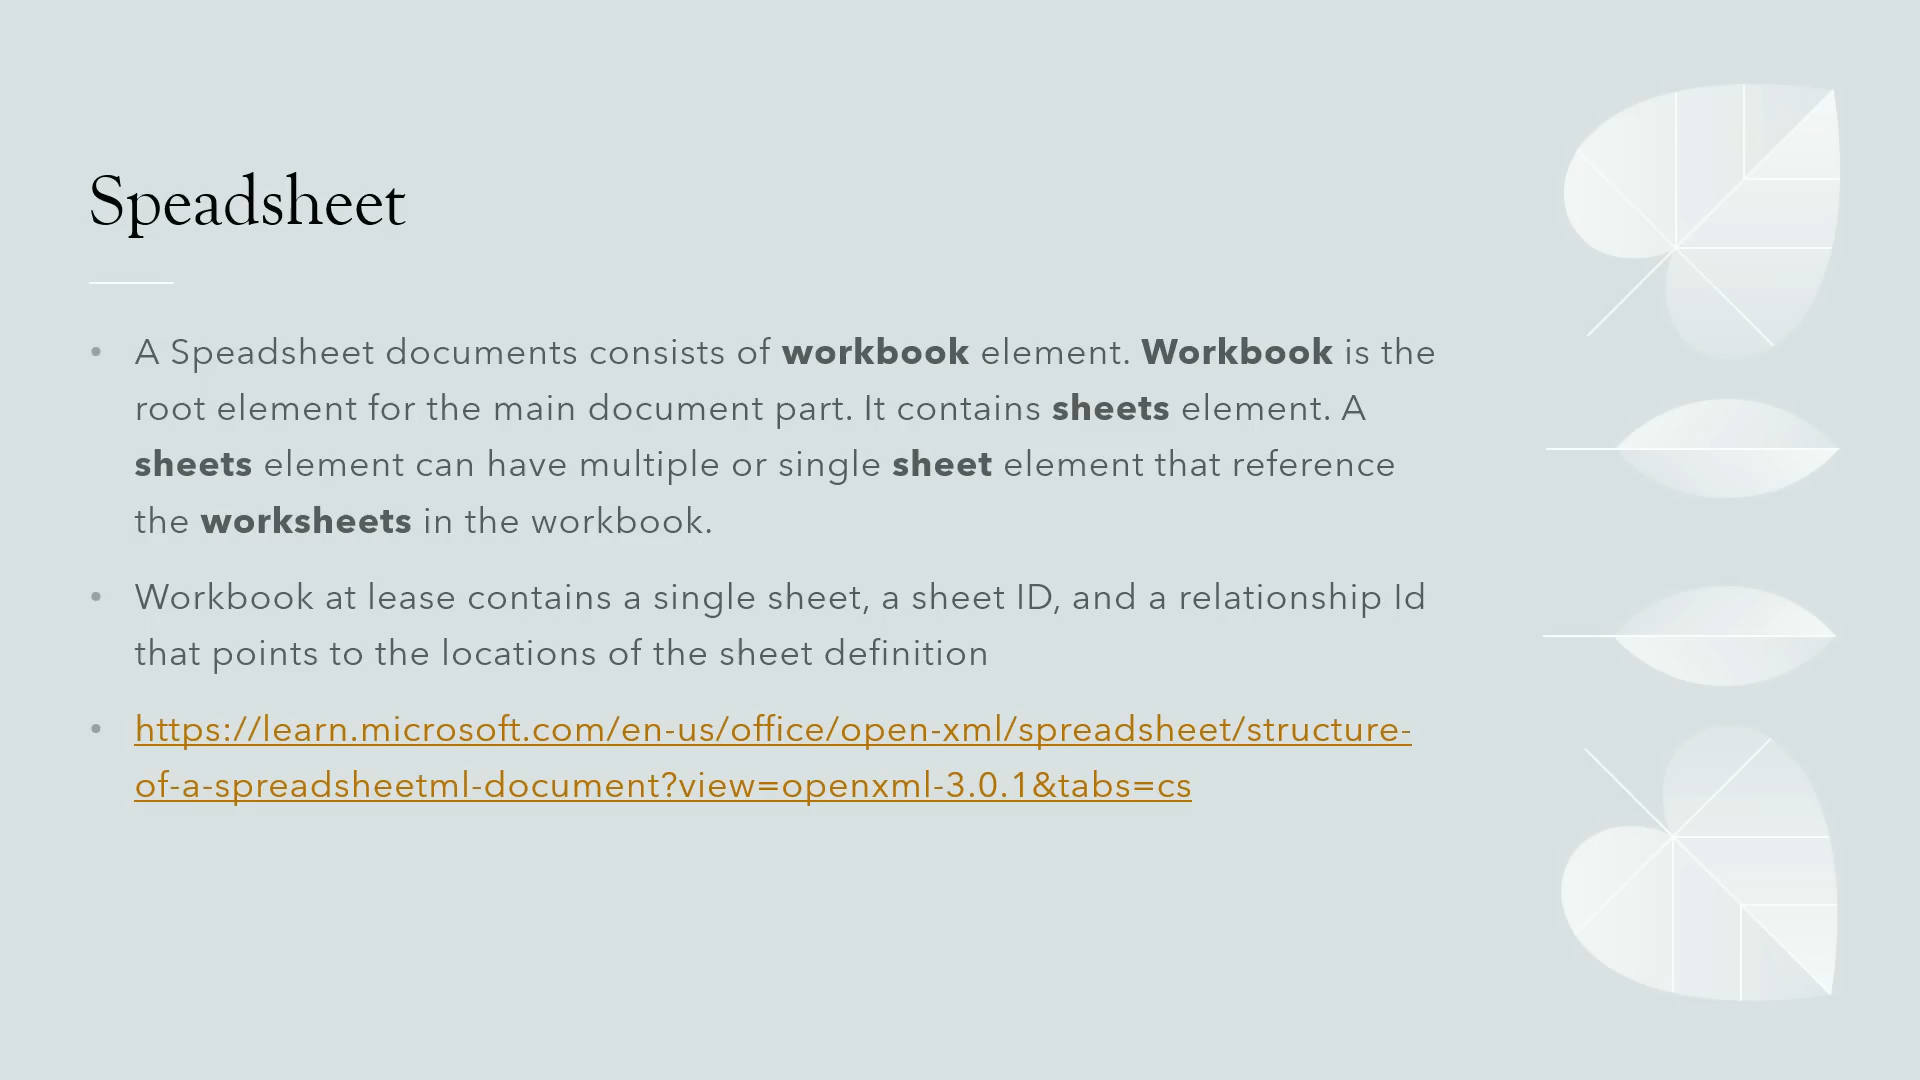 Speadsheet
• A Speadsheet documents consists of workbook element. Workbook is the
root element for the main document part. It contains sheets element. A
sheets element can have multiple or single sheet element that reference
the worksheets in the workbook.
• Workbook at lease contains a single sheet, a sheet ID, and a relationship Id
that points to the locations of the sheet definition
• https://learn.microsoft.com/en-us/office/open-xml/spreadsheet/structure-
of-a-spreadsheetml-document?view=openxml-3.0.1&tabs=cs